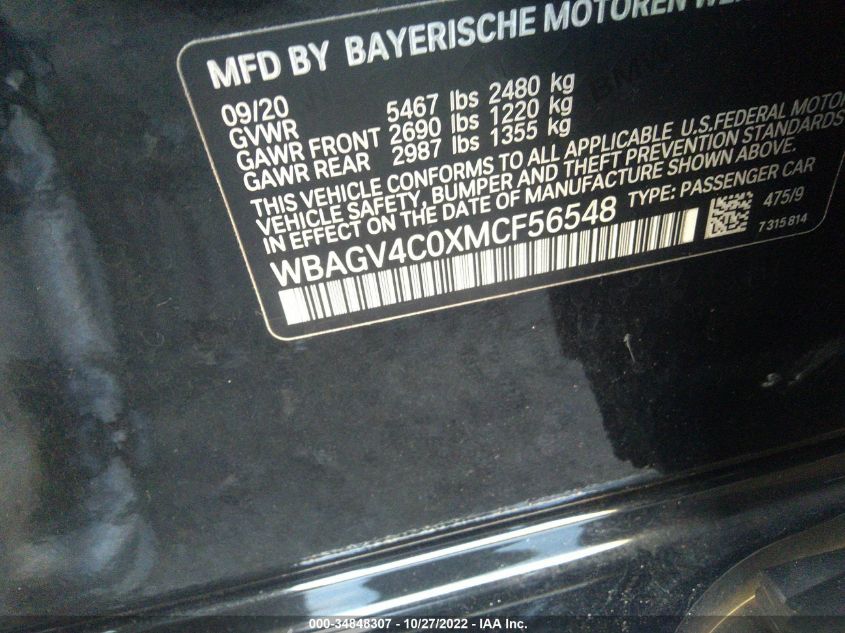 MFD BY BAYERISCHE MOTOREN
09/20
GVWR 5467 lbs 2480 kg
GAWR FRONT 2690 lbs 1220 kg
GAWR REAR 2987 lbs 1355 kg
THIS VEHICLE CONFORMS TO ALL APPLICABLE U.S.FEDERAL MOTOR
VEHICLE SAFETY, BUMPER AND THEFT PREVENTION STANDARDS
IN EFFECT ON THE DATE OF MANUFACTURE SHOWN ABOVE.
WBAGV4C0XMCF56548 TYPE: PASSENGER CAR
475/9
7315814
000-34848307 / 10/27/2022 / IAA Inc.